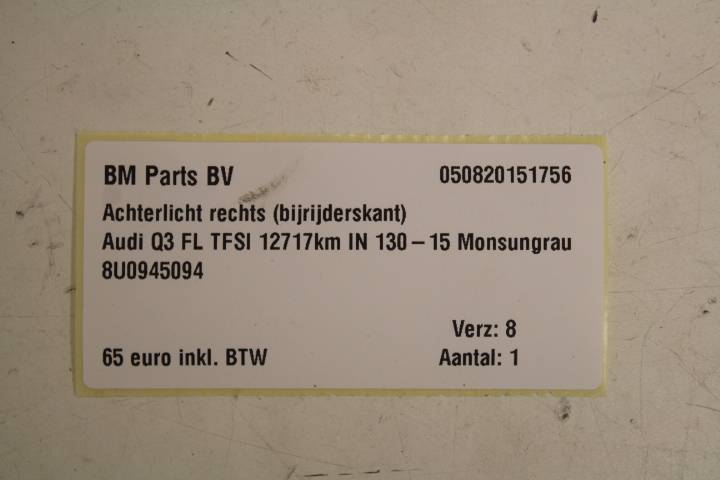 BM Parts BV 050820151756
Achterlicht rechts (bijrijderskant)
Audi Q3 FL TFSI 12717km IN 130-15 Monsungrau
8U0945094
Verz: 8
65 euro inkl. BTW Aantal: 1